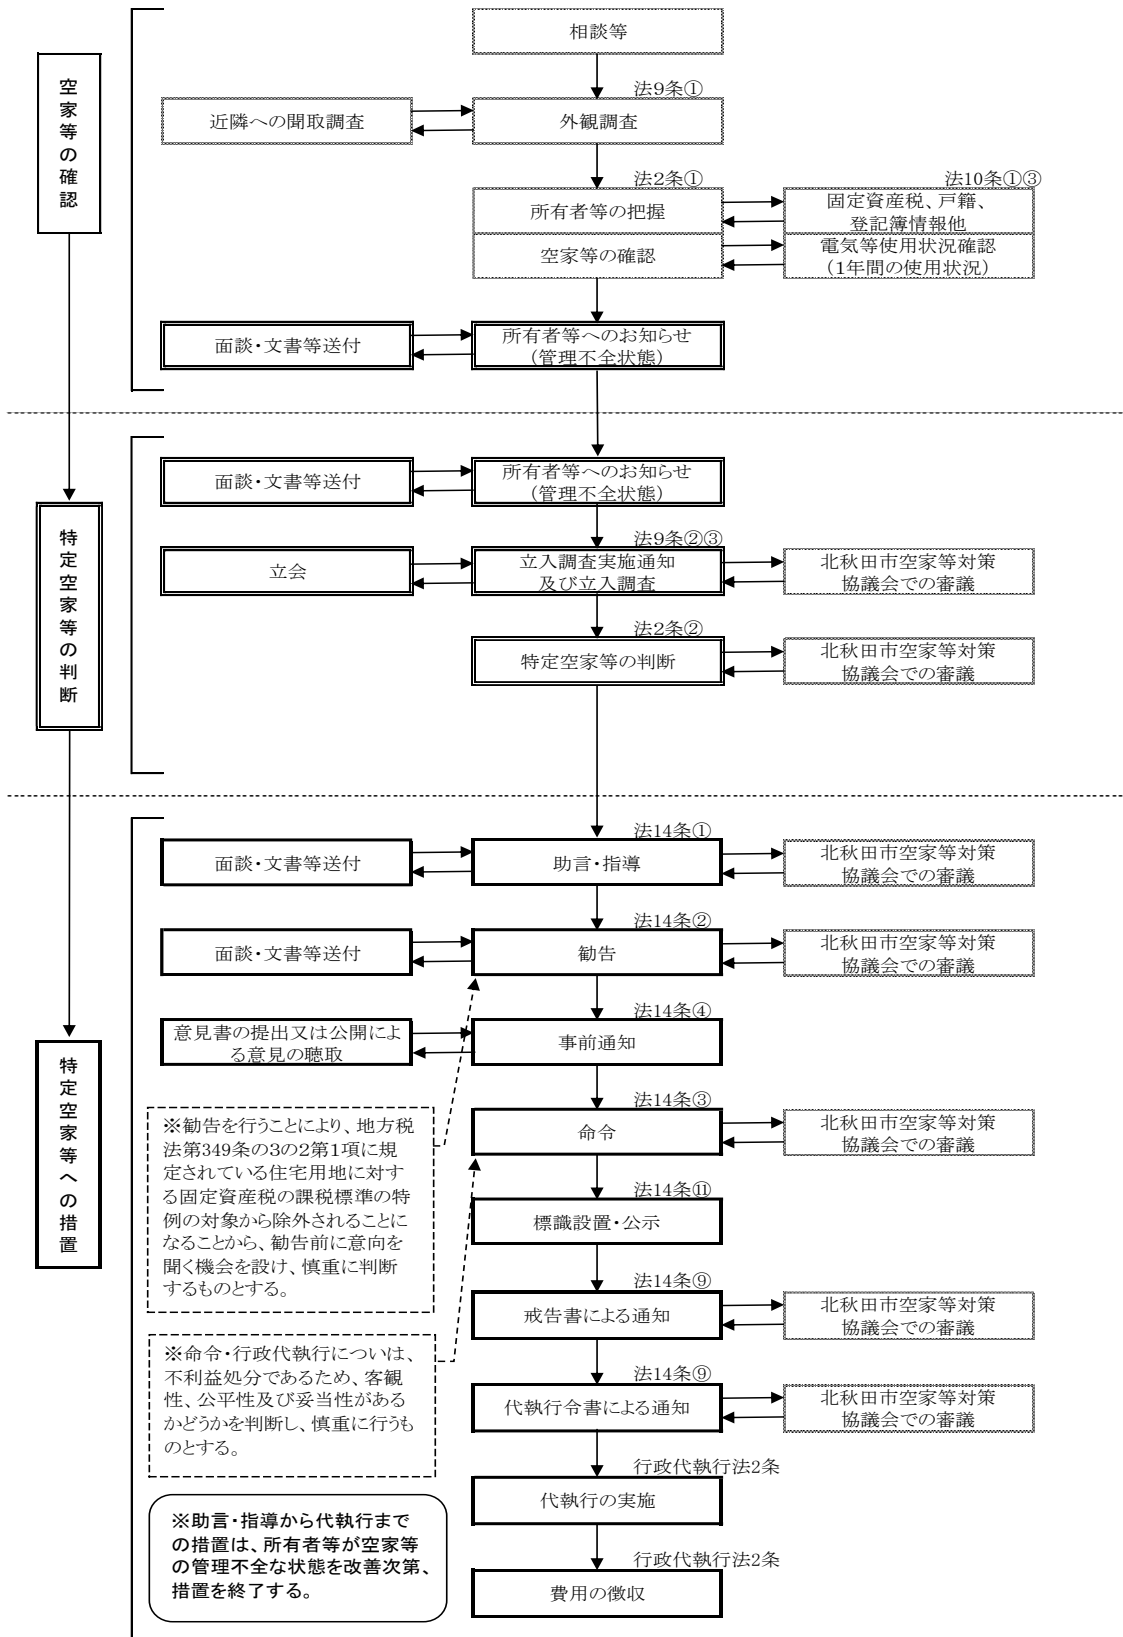 空家等の確認
相談等
法9条①
近隣への聞取調査
外観調査
法2条①
法10条①③
所有者等の把握
固定資産税、戸籍、
登記簿情報他
空家等の確認
電気等使用状況確認
(1年間の使用状況)
面談・文書等送付
所有者等へのお知らせ
(管理不全状態)
特定空家等の判断
面談・文書等送付
所有者等へのお知らせ
(管理不全状態)
法9条②③
立会
立入調査実施通知
及び立入調査
北秋田市空家等対策
協議会での審議
法2条②
特定空家等の判断
北秋田市空家等対策
協議会での審議
特定空家等への措置
法14条①
面談・文書等送付
助言・指導
北秋田市空家等対策
協議会での審議
法14条②
面談・文書等送付
勧告
北秋田市空家等対策
協議会での審議
法14条④
意見書の提出又は公開によ
る意見の聴取
事前通知
法14条③
命令
北秋田市空家等対策
協議会での審議
※勧告を行うことにより、地方税
法第349条の3の2第1項に規
定されている住宅用地に対す
る固定資産税の課税標準の特
例の対象から除外されることに
なることから、勧告前に意向を
聞く機会を設け、慎重に判断
するものとする。
法14条⑪
標識設置・公示
法14条⑨
戒告書による通知
北秋田市空家等対策
協議会での審議
※命令・行政代執行についは、
不利益処分であるため、客観
性、公平性及び妥当性がある
かどうかを判断し、慎重に行うも
のとする。
法14条⑨
代執行令書による通知
北秋田市空家等対策
協議会での審議
行政代執行法2条
代執行の実施
※助言・指導から代執行まで
の措置は、所有者等が空家等
の管理不全な状態を改善次第、
措置を終了する。
行政代執行法2条
費用の徴収